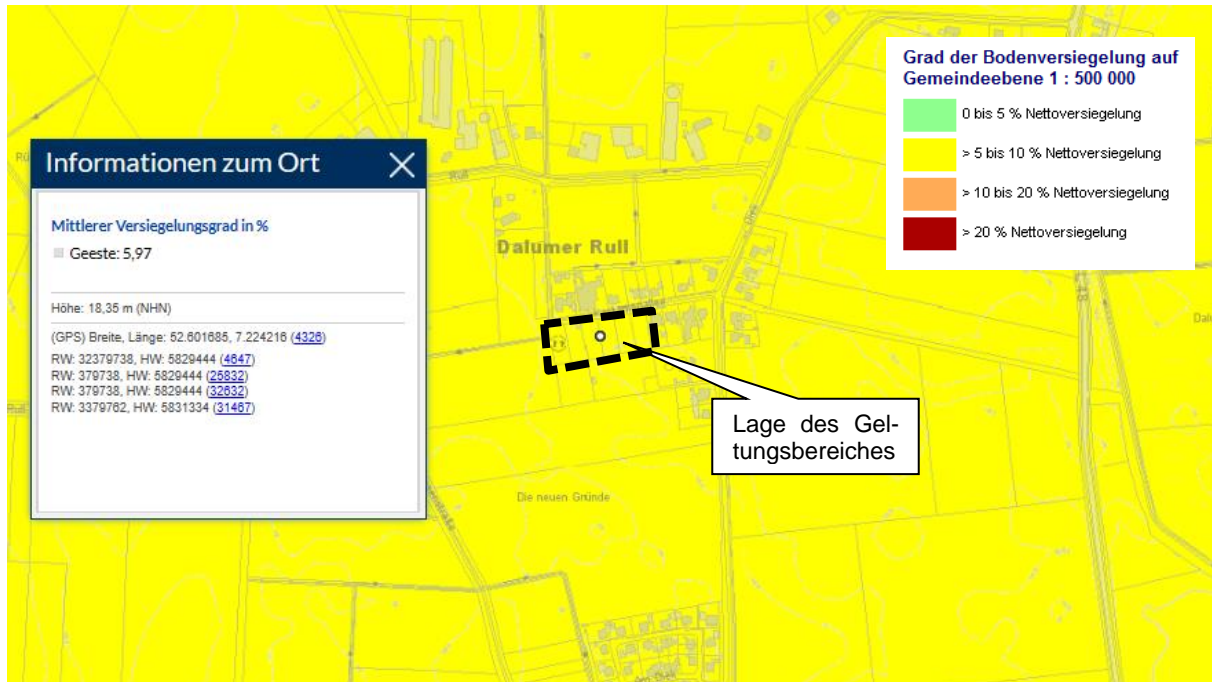 Grad der Bodenversiegelung auf
Gemeindeebene 1 : 500 000
0 bis 5 % Nettoversiegelung
> 5 bis 10 % Nettoversiegelung
> 10 bis 20 % Nettoversiegelung
> 20 % Nettoversiegelung
Informationen zum Ort
Mittlerer Versiegelungsgrad in %
Geeste: 5,97
Höhe: 18,35 m (NHN)
(GPS) Breite, Länge: 52.601685, 7.224216 (4326)
RW: 32379738, HW: 5829444 (4647)
RW: 379738, HW: 5829444 (25832)
RW: 379738, HW: 5829444 (32632)
RW: 3379762, HW: 5831334 (31467)
Rull
Dalumer Rull
Lage des Gel-
tungsbereiches
Die neuen Gründe